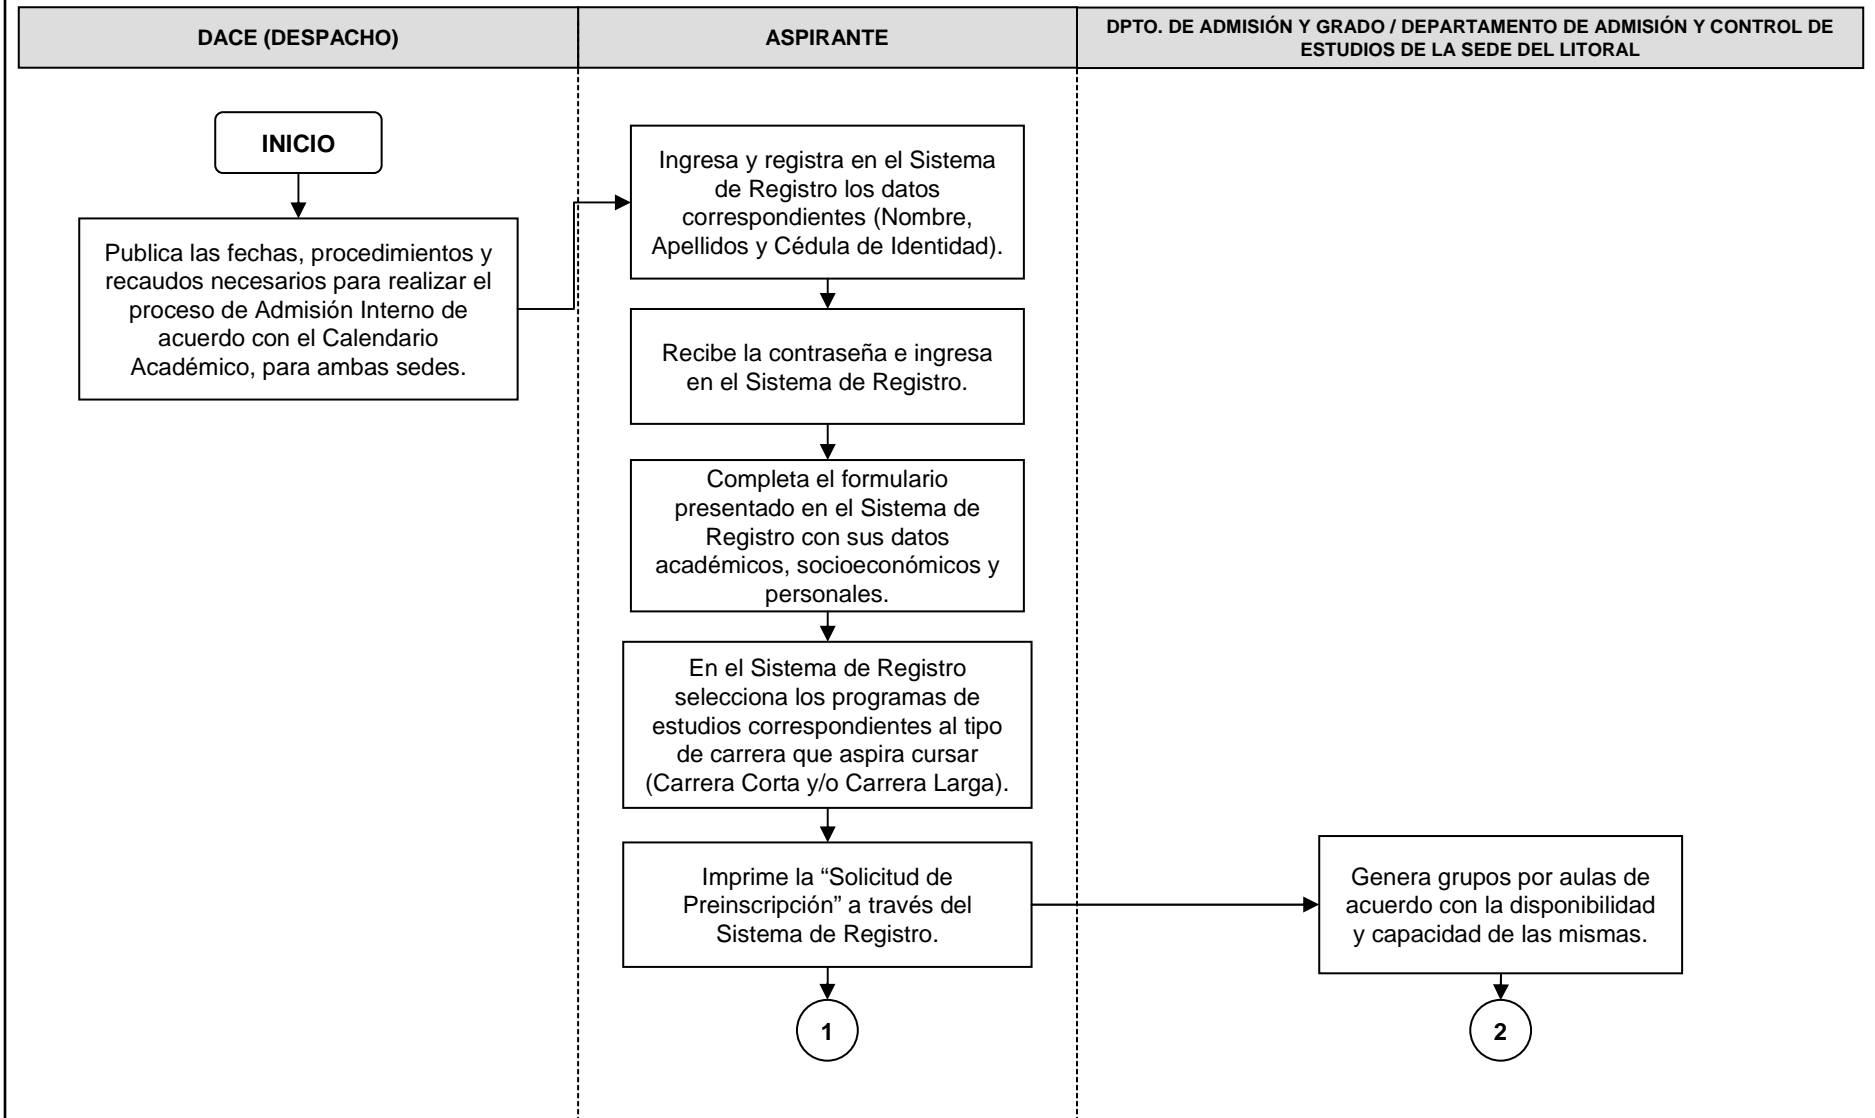 DACE (DESPACHO)
ASPIRANTE
DPTO. DE ADMISIÓN Y GRADO / DEPARTAMENTO DE ADMISIÓN Y CONTROL DE
ESTUDIOS DE LA SEDE DEL LITORAL
INICIO
Publica las fechas, procedimientos y
recaudos necesarios para realizar el
proceso de Admisión Interno de
acuerdo con el Calendario
Académico, para ambas sedes.
Ingresa y registra en el Sistema
de Registro los datos
correspondientes (Nombre,
Apellidos y Cédula de Identidad).
Recibe la contraseña e ingresa
en el Sistema de Registro.
Completa el formulario
presentado en el Sistema de
Registro con sus datos
académicos, socioeconómicos y
personales.
En el Sistema de Registro
selecciona los programas de
estudios correspondientes al tipo
de carrera que aspira cursar
(Carrera Corta y/o Carrera Larga).
Imprime la “Solicitud de
Preinscripción” a través del
Sistema de Registro.
Genera grupos por aulas de
acuerdo con la disponibilidad
y capacidad de las mismas.
1
2